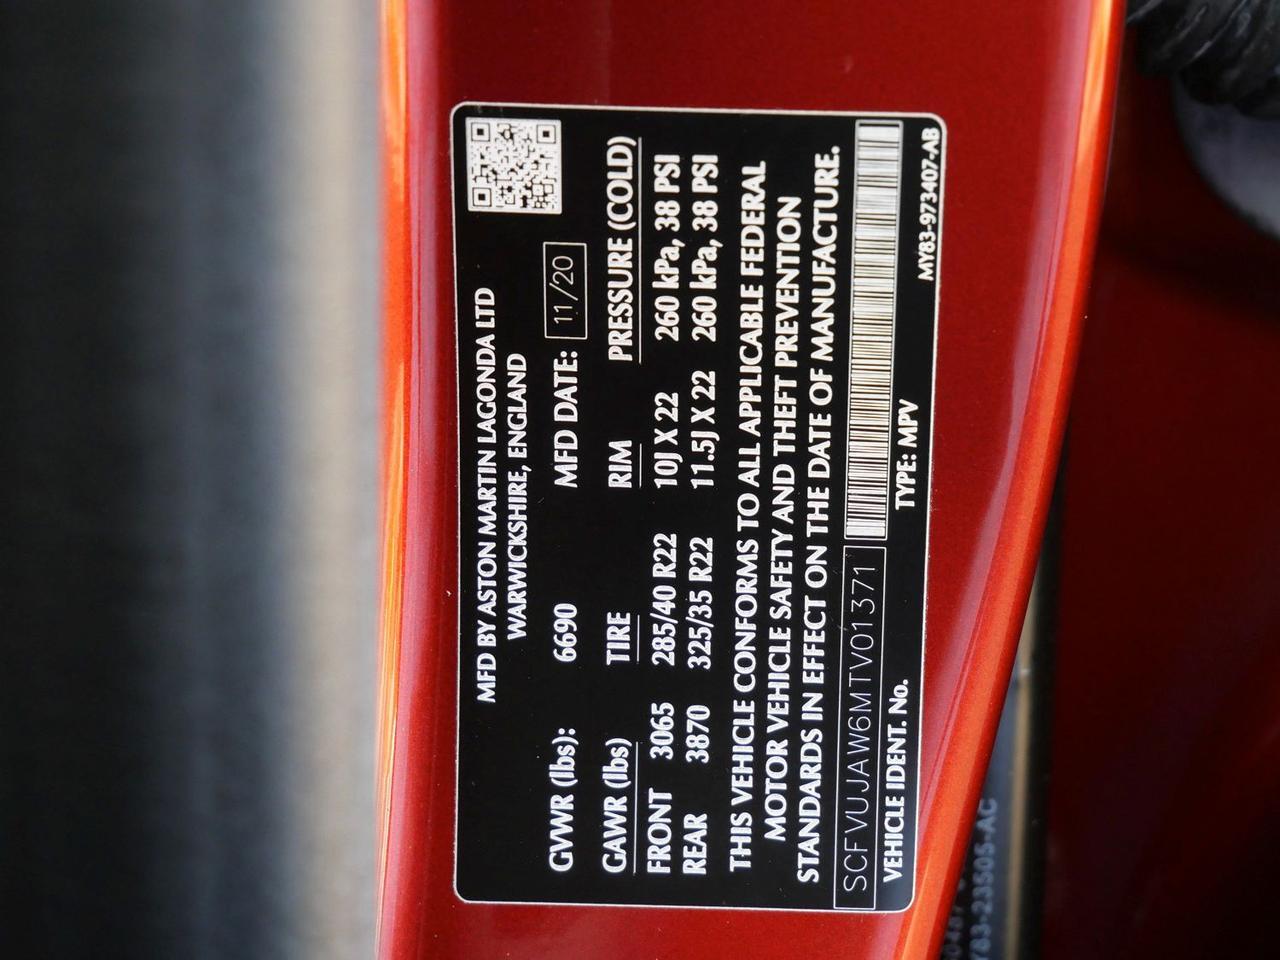 MFD BY ASTON MARTIN LAGONDA LTD
WARWICKSHIRE, ENGLAND
GVWR (lbs): 6690 MFD DATE: 11/20
GAWR (lbs) TIRE RIM PRESSURE (COLD)
FRONT 3065 285/40 R22 10J X 22 260 kPa, 38 PSI
REAR 3870 325/35 R22 11.5J X 22 260 kPa, 38 PSI
THIS VEHICLE CONFORMS TO ALL APPLICABLE FEDERAL
MOTOR VEHICLE SAFETY AND THEFT PREVENTION
STANDARDS IN EFFECT ON THE DATE OF MANUFACTURE.
SCFVUJAW6MTV01371
VEHICLE IDENT. No. TYPE: MPV MY83-973407-AB